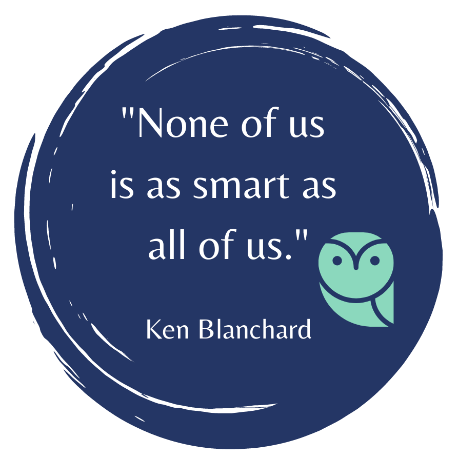 "None of us
is as smart as
all of us."
Ken Blanchard